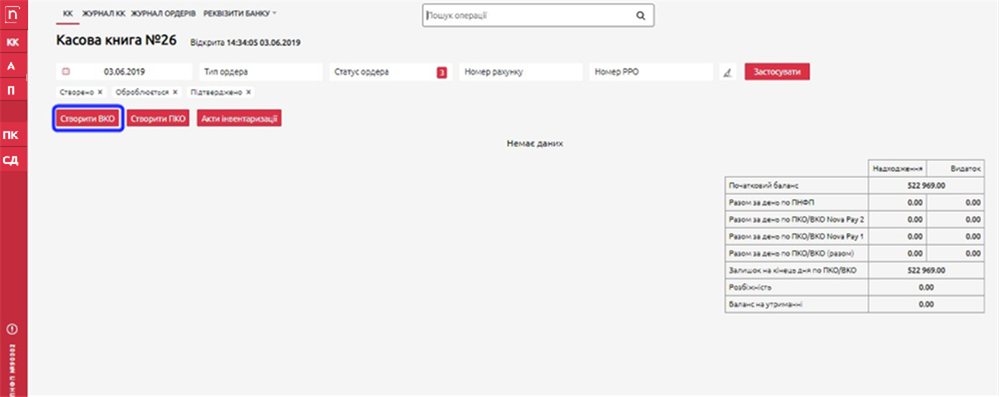 n
КК ЖУРНАЛ КК ЖУРНАЛ ОРДЕРІВ РЕКВІЗИТИ БАНКУ
Пошук операції
КК
А
П
ПК
СД
ПНФП №90302
Касова книга №26 Відкрита 14:34:05 03.06.2019
03.06.2019 Тип ордера Статус ордера 3 Номер рахунку Номер РРО Застосувати
Створено × Обробляється × Підтверджено ×
Створити ВКО Створити ПКО Акти інвентаризації
Немає даних
Надходження Видаток
Початковий баланс 522 969.00
Разом за день по ПНФП 0.00 0.00
Разом за день по ПКО/ВКО Nova Pay 2 0.00 0.00
Разом за день по ПКО/ВКО Nova Pay 1 0.00 0.00
Разом за день по ПКО/ВКО (разом) 0.00 0.00
Залишок на кінець дня по ПКО/ВКО 522 969.00
Розбіжність 0.00
Баланс на утриманні 0.00